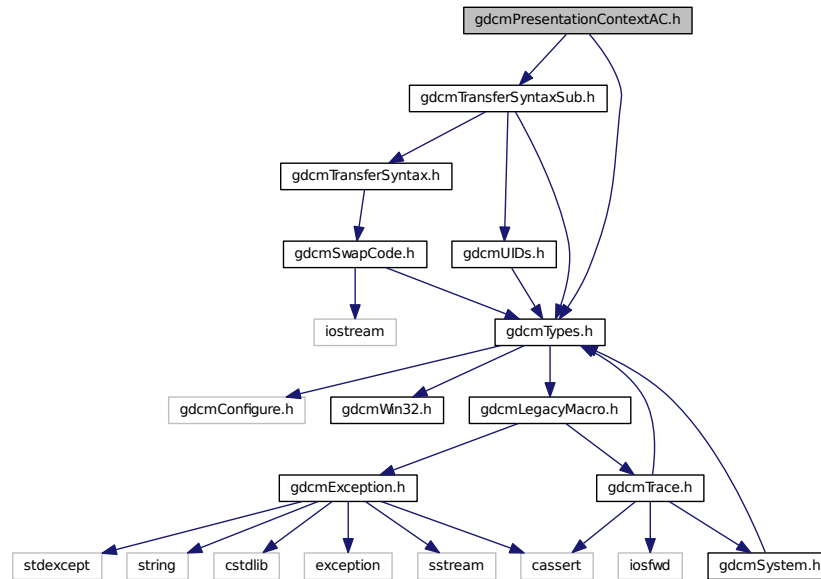 gdcmPresentationContextAC.h
gdcmTransferSyntaxSub.h
gdcmTransferSyntax.h
gdcmSwapCode.h
gdcmUIDs.h
iostream
gdcmTypes.h
gdcmConfigure.h
gdcmWin32.h
gdcmLegacyMacro.h
gdcmException.h
gdcmTrace.h
stdexcept
string
cstdlib
exception
sstream
cassert
iosfwd
gdcmSystem.h